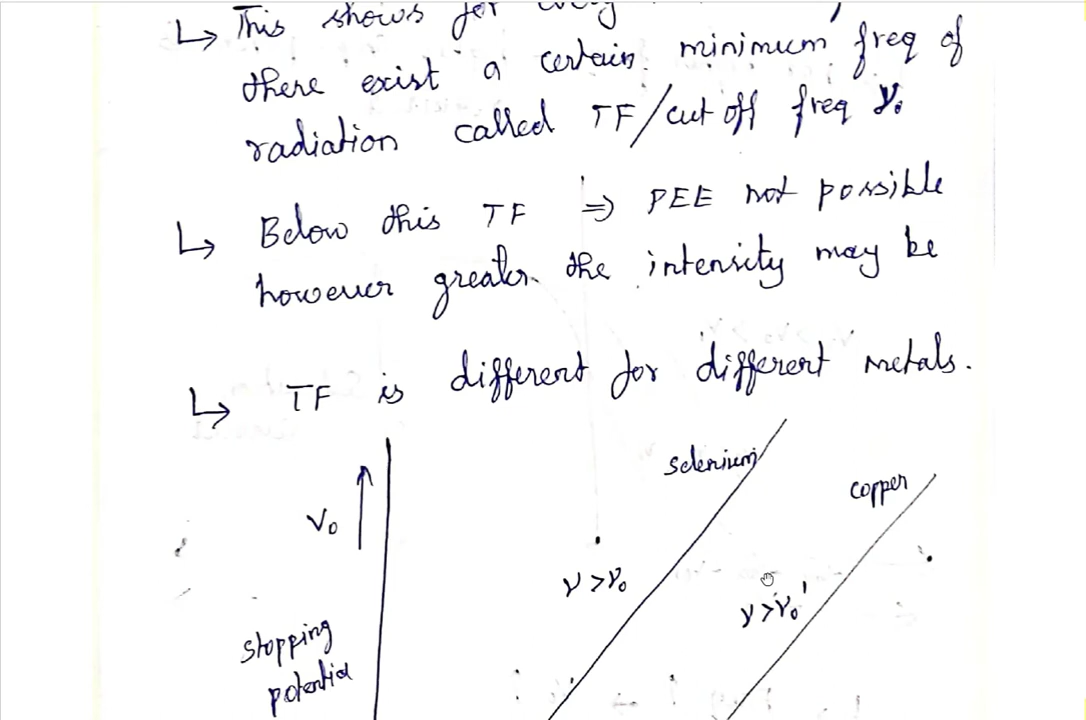 ↳ This shows for every
there exist a certain minimum freq of
radiation called TF/cut off freq ν₀
↳ Below this TF ⇒ PEE not possible
however greater the intensity may be
↳ TF is different for different metals.
selenium
copper
V₀
ν > ν₀
ν > ν₀'
stopping
potential